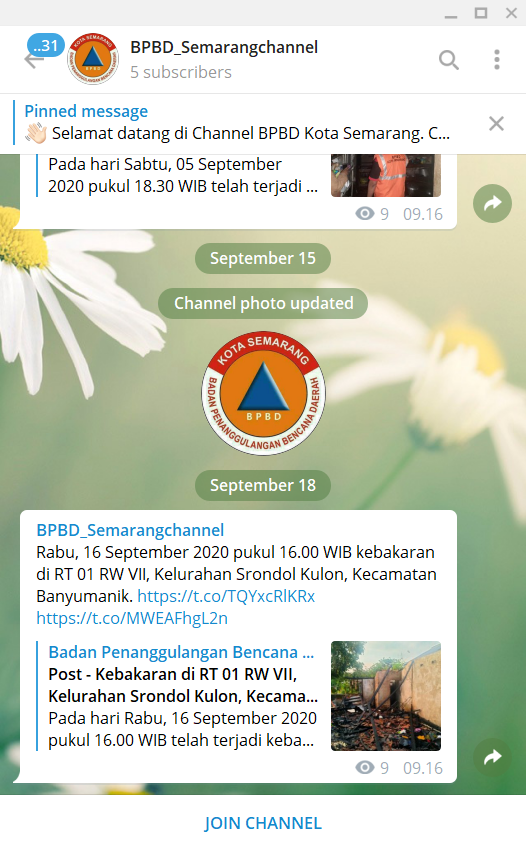 ..31
BPBD_Semarangchannel
5 subscribers
Pinned message
👋🏻 Selamat datang di Channel BPBD Kota Semarang. C...
Pada hari Sabtu, 05 September
2020 pukul 18.30 WIB telah terjadi ...
9 09.16
September 15
Channel photo updated
KOTA SEMARANG
BPBD
BADAN PENANGGULANGAN BENCANA DAERAH
September 18
BPBD_Semarangchannel
Rabu, 16 September 2020 pukul 16.00 WIB kebakaran
di RT 01 RW VII, Kelurahan Srondol Kulon, Kecamatan
Banyumanik. https://t.co/TQYxcRlKRx
https://t.co/MWEAFhgL2n
Badan Penanggulangan Bencana ...
Post - Kebakaran di RT 01 RW VII,
Kelurahan Srondol Kulon, Kecama...
Pada hari Rabu, 16 September 2020
pukul 16.00 WIB telah terjadi keba...
9 09.16
JOIN CHANNEL